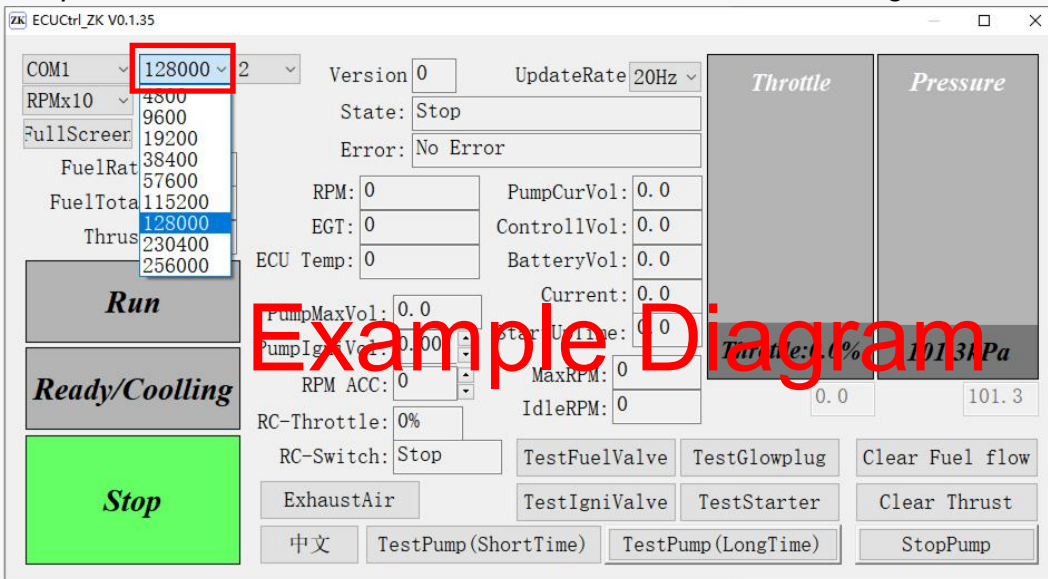 ECUCtrl_ZK V0.1.35
COM1 128000 2 Version 0 UpdateRate 20Hz
RPMx10 4800 State: Stop
9600
FullScreen 19200 Error: No Error
38400
FuelRat
57600
FuelTota 115200 RPM: 0 PumpCurVol: 0.0
128000
Thrus EGT: 0 ControllVol: 0.0
230400
256000 ECU Temp: 0 BatteryVol: 0.0
Throttle Pressure
Run Current: 0.0
PumpMaxVol: 0.0
Example Diagram
PumpIgniVol: 0.00
Throttle:0.0% 101.3kPa
Ready/Coolling RPM ACC: 0 MaxRPM: 0
0.0 101.3
RC-Throttle: 0% IdleRPM: 0
RC-Switch: Stop TestFuelValve TestGlowplug Clear Fuel flow
Stop ExhaustAir TestIgniValve TestStarter Clear Thrust
中文 TestPump(ShortTime) TestPump(LongTime) StopPump